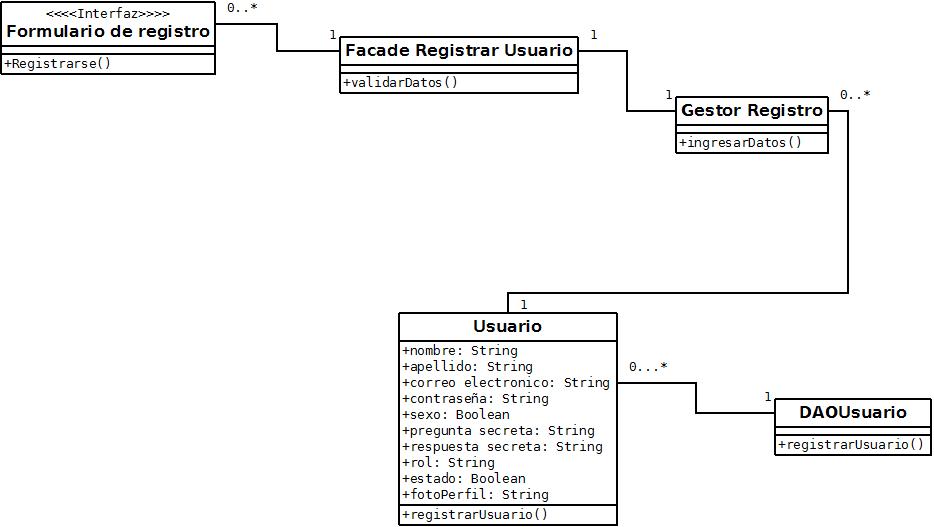 <<<<Interfaz>>>>
Formulario de registro
+Registrarse()
0..*
1
Facade Registrar Usuario
+validarDatos()
1
1
Gestor Registro
+ingresarDatos()
0..*
1
Usuario
+nombre: String
+apellido: String
+correo electronico: String
+contraseña: String
+sexo: Boolean
+pregunta secreta: String
+respuesta secreta: String
+rol: String
+estado: Boolean
+fotoPerfil: String
+registrarUsuario()
0...*
1
DAOUsuario
+registrarUsuario()